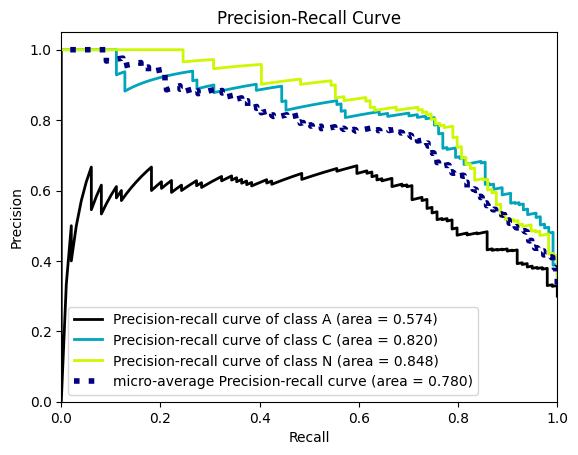 Precision-Recall Curve
Precision
1.0
0.8
0.6
0.4
0.2
0.0
Precision-recall curve of class A (area = 0.574)
Precision-recall curve of class C (area = 0.820)
Precision-recall curve of class N (area = 0.848)
micro-average Precision-recall curve (area = 0.780)
0.0 0.2 0.4 0.6 0.8 1.0
Recall